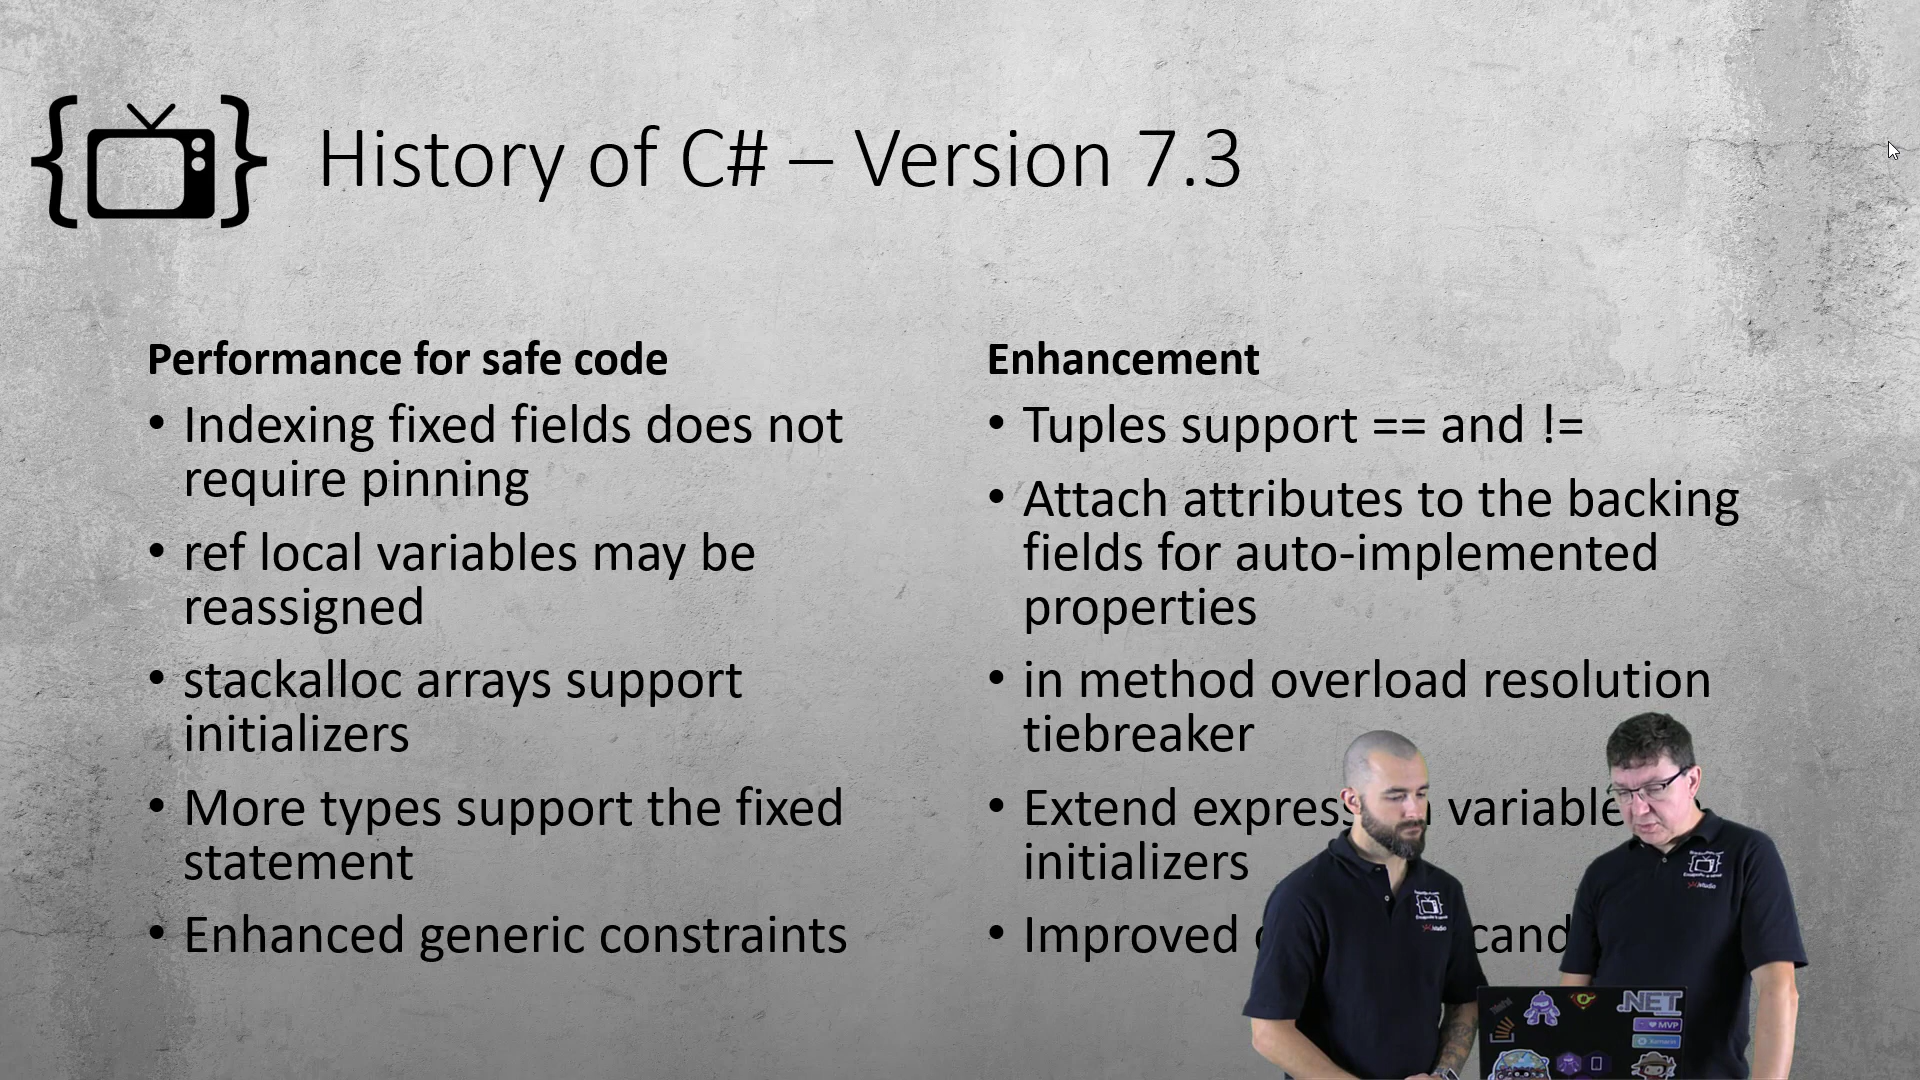 History of C# – Version 7.3
Performance for safe code
• Indexing fixed fields does not
require pinning
• ref local variables may be
reassigned
• stackalloc arrays support
initializers
• More types support the fixed
statement
• Enhanced generic constraints
Enhancement
• Tuples support == and !=
• Attach attributes to the backing
fields for auto-implemented
properties
• in method overload resolution
tiebreaker
• Extend variable
initializers
• Improved
.NET
MVP
Xamarin